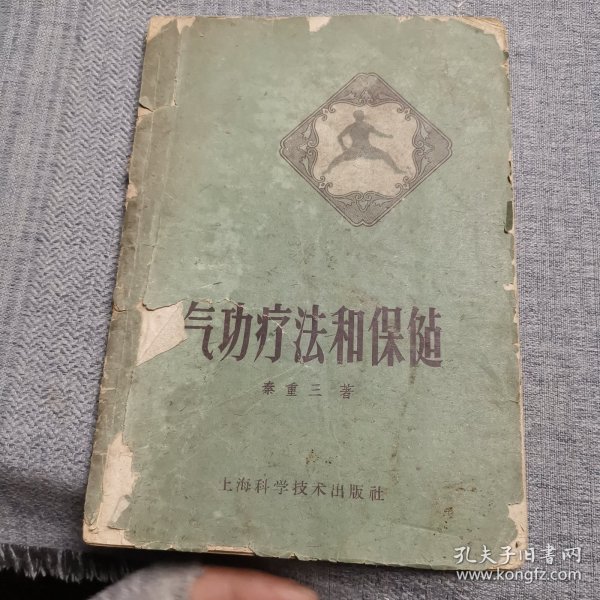 气功疗法和保健
秦重三 著
上海科学技术出版社
孔夫子旧书网
www.kongfz.com